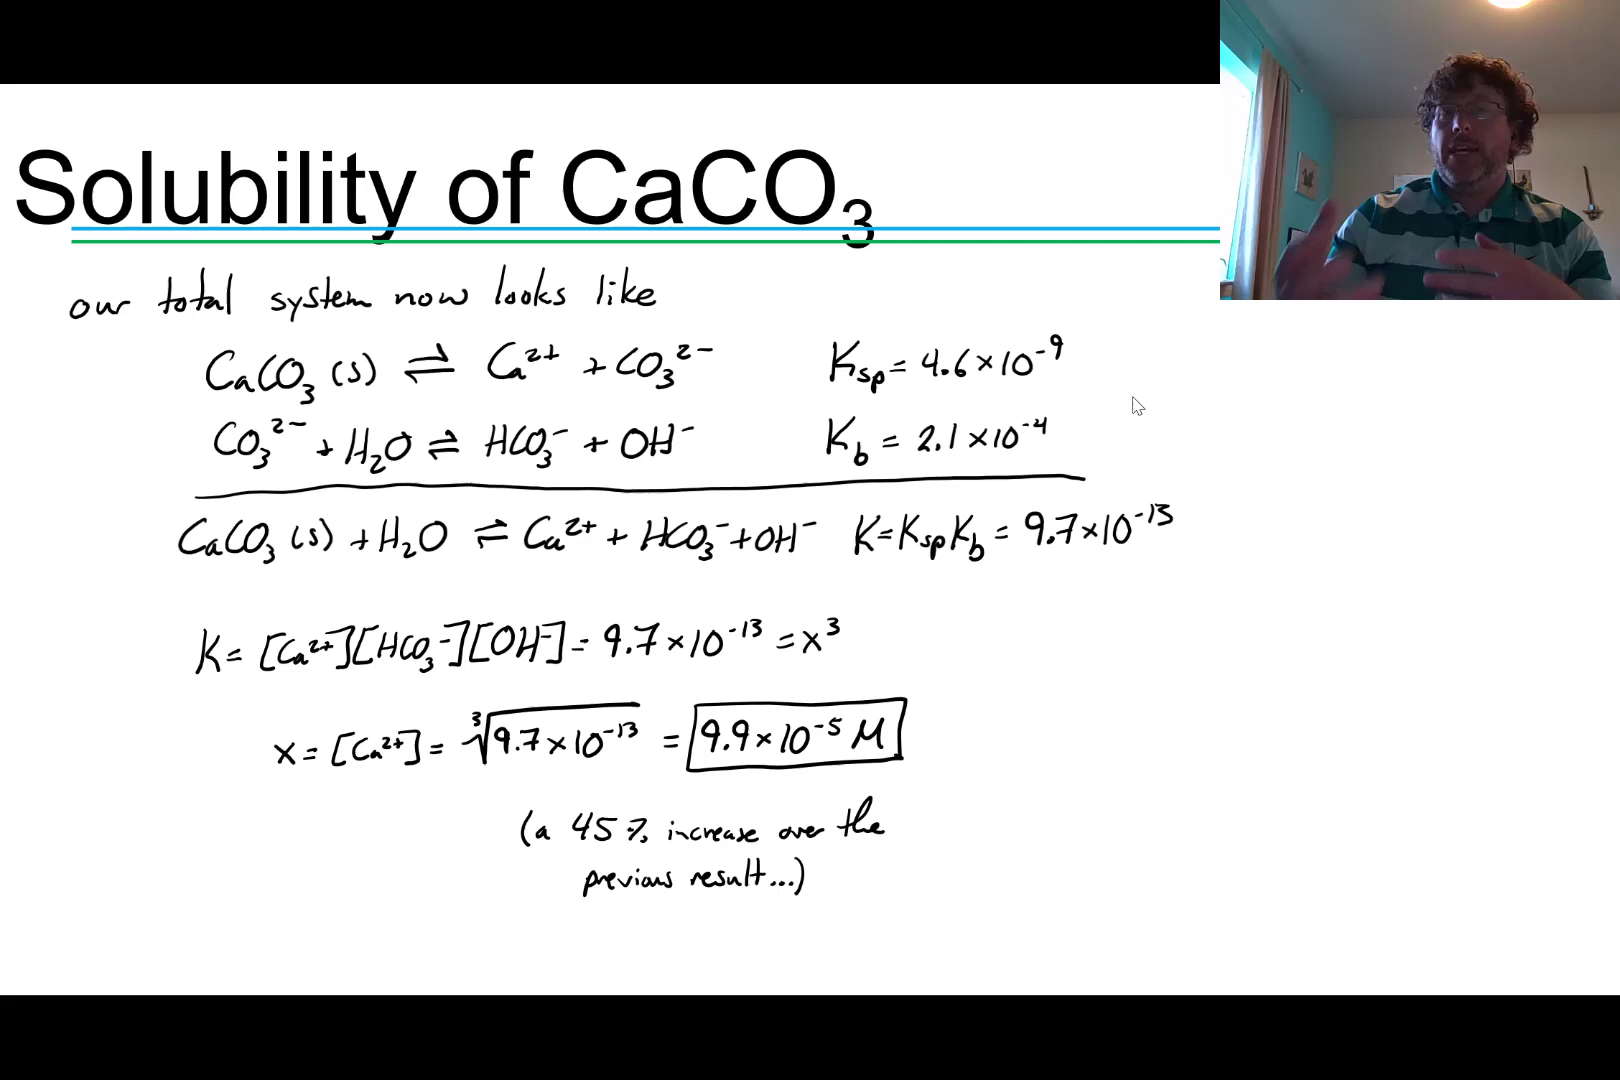 Solubility of CaCO₃
our total system now looks like
CaCO₃ (s) ⇌ Ca²⁺ + CO₃²⁻ Ksp = 4.6 × 10⁻⁹
CO₃²⁻ + H₂O ⇌ HCO₃⁻ + OH⁻ Kb = 2.1 × 10⁻⁴
CaCO₃ (s) + H₂O ⇌ Ca²⁺ + HCO₃⁻ + OH⁻ K = KspKb = 9.7 × 10⁻¹³
K = [Ca²⁺][HCO₃⁻][OH⁻] = 9.7 × 10⁻¹³ = x³
x = [Ca²⁺] = ∛9.7 × 10⁻¹³ = 9.9 × 10⁻⁵ M
(a 45% increase over the
previous result...)